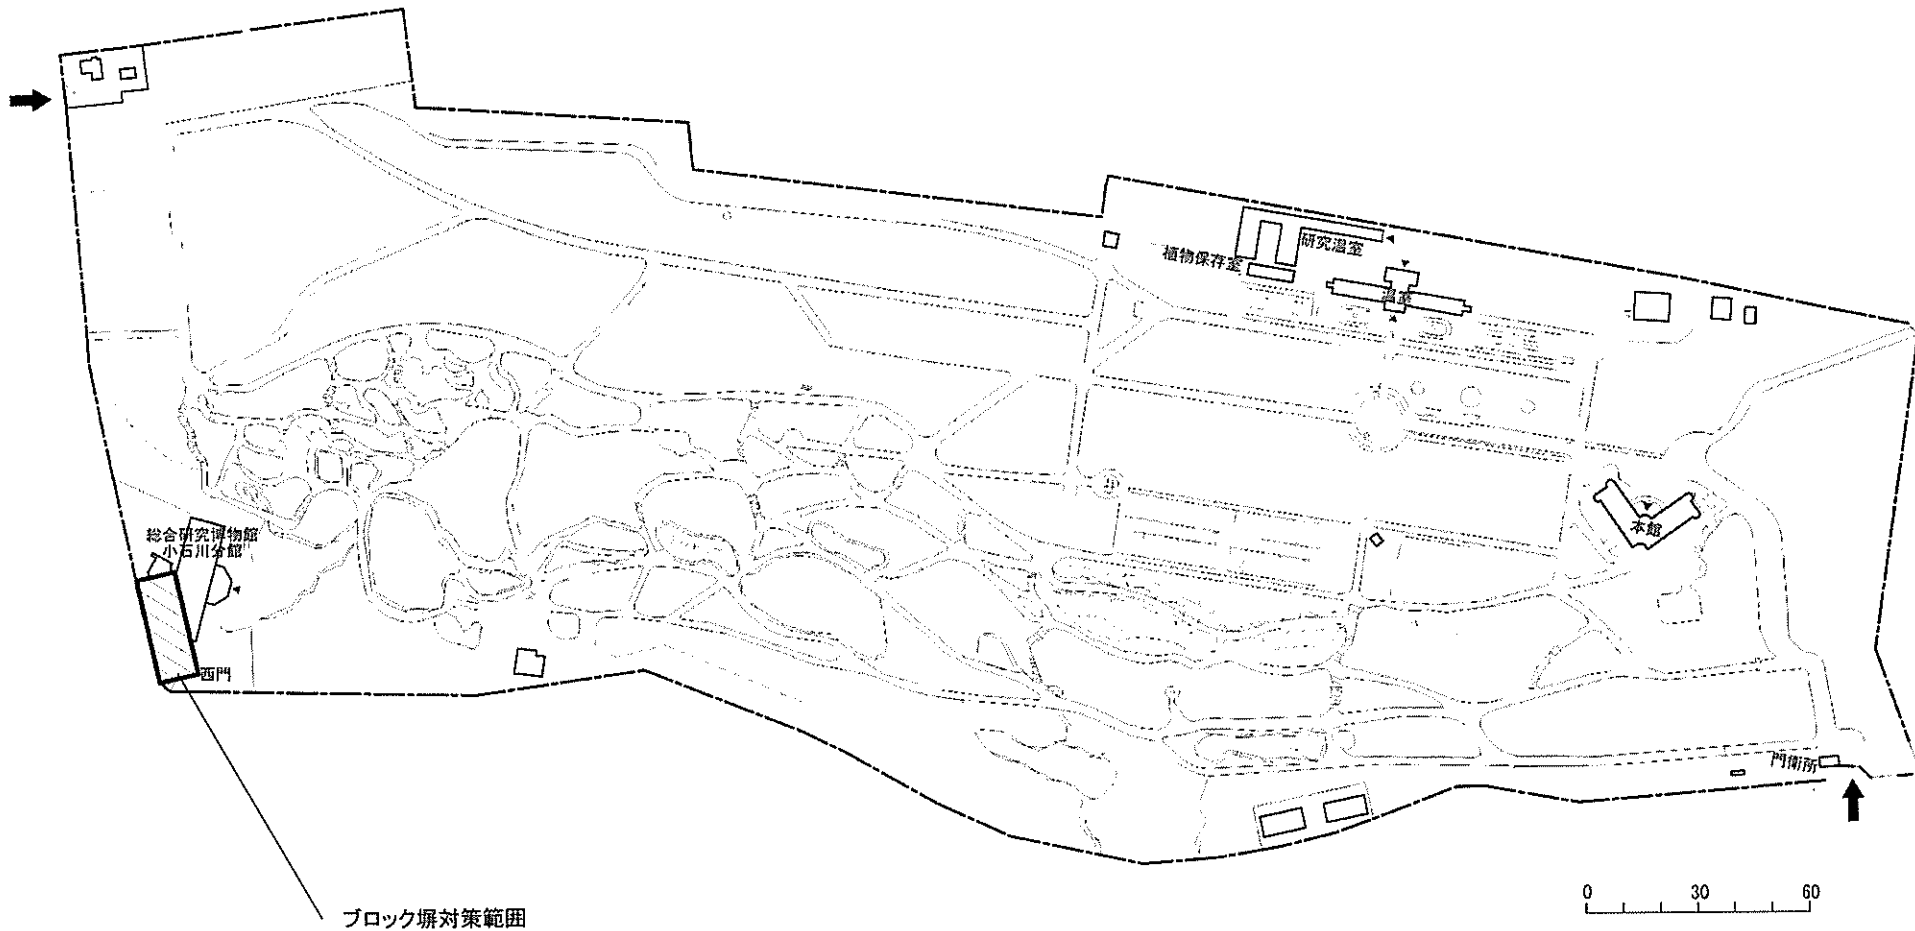 研究温室
植物保存室
温室
本館
総合研究博物館
小石川分館
西門
門衛所
ブロック塀対策範囲
0 30 60